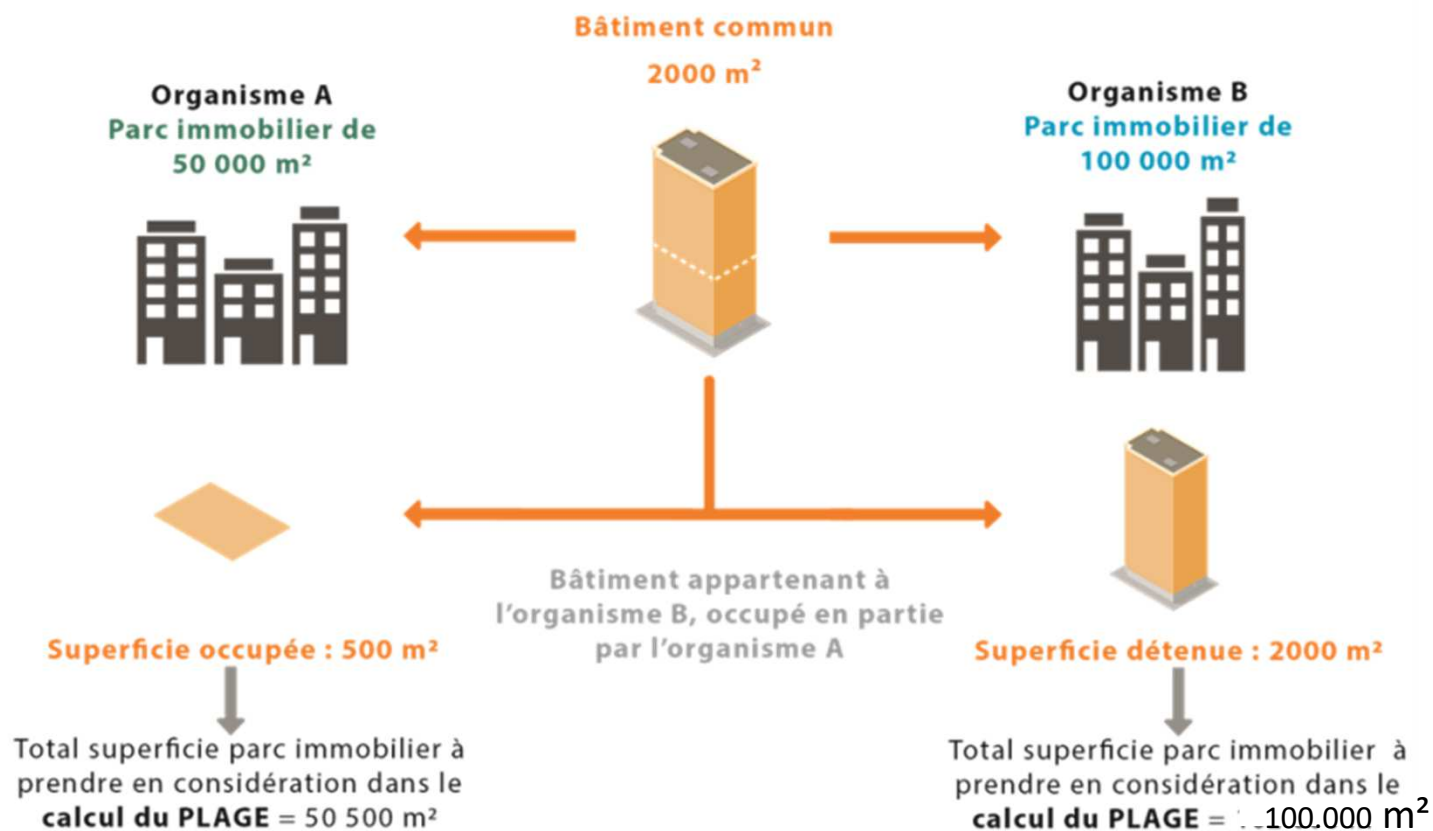 Bâtiment commun
2000 m²
Organisme A
Parc immobilier de
50 000 m²
Organisme B
Parc immobilier de
100 000 m²
Bâtiment appartenant à
l'organisme B, occupé en partie
par l'organisme A
Superficie occupée : 500 m²
Total superficie parc immobilier à
prendre en considération dans le
calcul du PLAGE = 50 500 m²
Superficie détenue : 2000 m²
Total superficie parc immobilier à
prendre en considération dans le
calcul du PLAGE = 100.000 m²